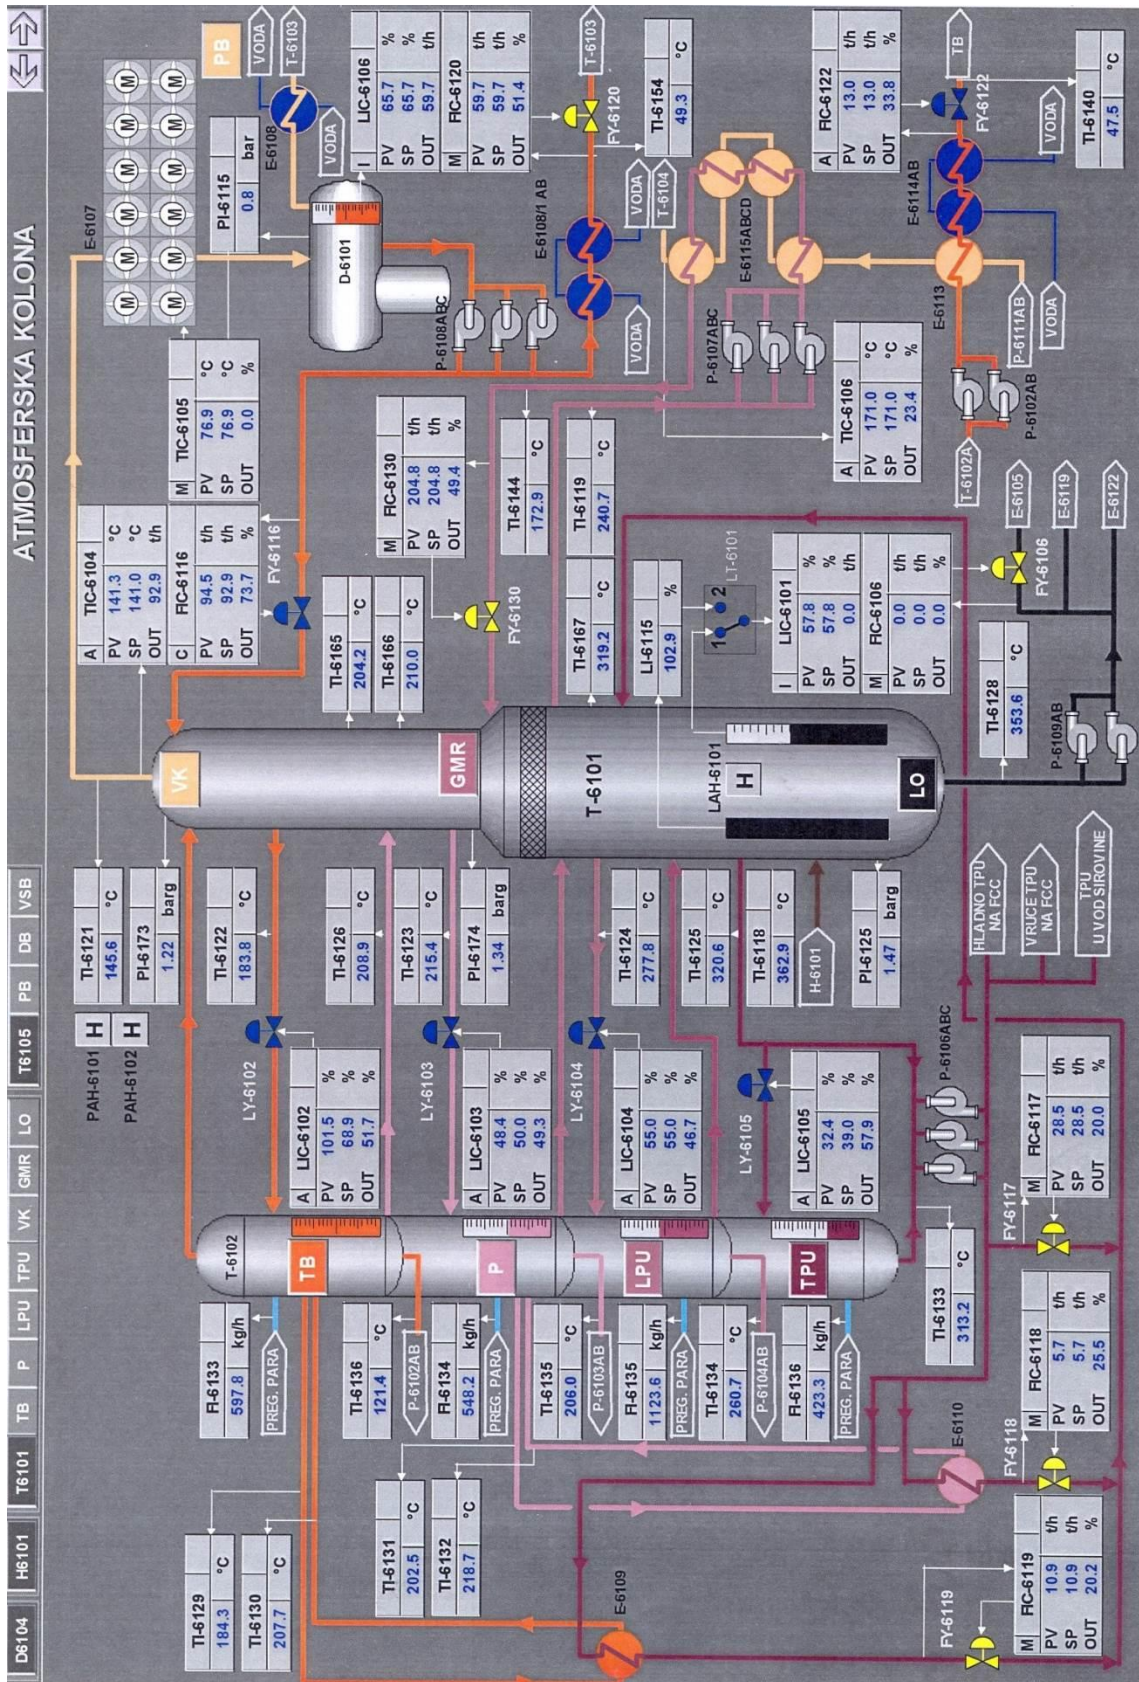 D6104 H6101 T6101 TB P LPU TPU VK GMR LO T6105 PB DB VSB
ATMOSFERSKA KOLONA
TI-6129
184.3 °C
TI-6130
207.7 °C
TI-6131
202.5 °C
TI-6132
218.7 °C
E-6109
FIC-6119
M
PV 10.9 t/h
SP 10.9 t/h
OUT 20.2 %
FY-6119
FIC-6118
M
PV 5.7 t/h
SP 5.7 t/h
OUT 25.5 %
FY-6118
E-6110
FIC-6117
M
PV 28.5 t/h
SP 28.5 t/h
OUT 20.0 %
FY-6117
FI-6133
597.8 kg/h
PREG. PARA
TI-6136
121.4 °C
P-6102AB
FI-6134
548.2 kg/h
PREG. PARA
TI-6135
206.0 °C
P-6103AB
FI-6135
1123.6 kg/h
PREG. PARA
TI-6134
260.7 °C
P-6104AB
FI-6136
423.3 kg/h
PREG. PARA
TI-6133
313.2 °C
T-6102
TB
P
LPU
TPU
LY-6102
A LIC-6102
PV 101.5 %
SP 68.9 %
OUT 51.7 %
LY-6103
A LIC-6103
PV 48.4 %
SP 50.0 %
OUT 49.3 %
LY-6104
A LIC-6104
PV 55.0 %
SP 55.0 %
OUT 46.7 %
LY-6105
A LIC-6105
PV 32.4 %
SP 39.0 %
OUT 57.9 %
P-6106ABC
HLADNO TPU
NA FCC
VRUCE TPU
NA FCC
TPU
UVOD SIROVINE
PAH-6101 H
PAH-6102 H
TI-6121
145.6 °C
PI-6173
1.22 barg
TI-6122
183.8 °C
TI-6126
208.9 °C
TI-6123
215.4 °C
PI-6174
1.34 barg
TI-6124
277.8 °C
TI-6125
320.6 °C
TI-6118
362.9 °C
H-6101
PI-6125
1.47 barg
VK
GMR
T-6101
LAH-6101
H
LO
A TIC-6104
PV 141.3 °C
SP 141.0 °C
OUT 92.9 t/h
C FIC-6116
PV 94.5 t/h
SP 92.9 t/h
OUT 73.7 %
FY-6116
TI-6165
204.2 °C
TI-6166
210.0 °C
M FIC-6130
PV 204.8 t/h
SP 204.8 t/h
OUT 49.4 %
FY-6130
TI-6144
172.9 °C
TI-6119
240.7 °C
TI-6167
319.2 °C
LI-6115
102.9 %
1 2
LT-6101
I LIC-6101
PV 57.8 %
SP 57.8 %
OUT 0.0 t/h
M FIC-6106
PV 0.0 t/h
SP 0.0 t/h
OUT 0.0 %
FY-6106
TI-6128
353.6 °C
P-6109AB
E-6105
E-6119
E-6122
M TIC-6105
PV 76.9 °C
SP 76.9 °C
OUT 0.0 %
E-6107
M M M M M M
M M M M M M
PB
PI-6115
0.8 bar
VODA
T-6103
E-6108
VODA
D-6101
I LIC-6106
PV 65.7 %
SP 65.7 %
OUT 59.7 t/h
M FIC-6120
PV 59.7 t/h
SP 59.7 t/h
OUT 51.4 %
P-6108ABC
E-6108/1 AB
VODA
VODA
FY-6120
T-6103
TI-6154
49.3 °C
T-6104
E-6115ABCD
P-6107ABC
A TIC-6106
PV 171.0 °C
SP 171.0 °C
OUT 23.4 %
A FIC-6122
PV 13.0 t/h
SP 13.0 t/h
OUT 33.8 %
FY-6122
TB
TI-6140
47.5 °C
E-6114AB
VODA
VODA
E-6113
P-6111AB
P-6102AB
T-6102A